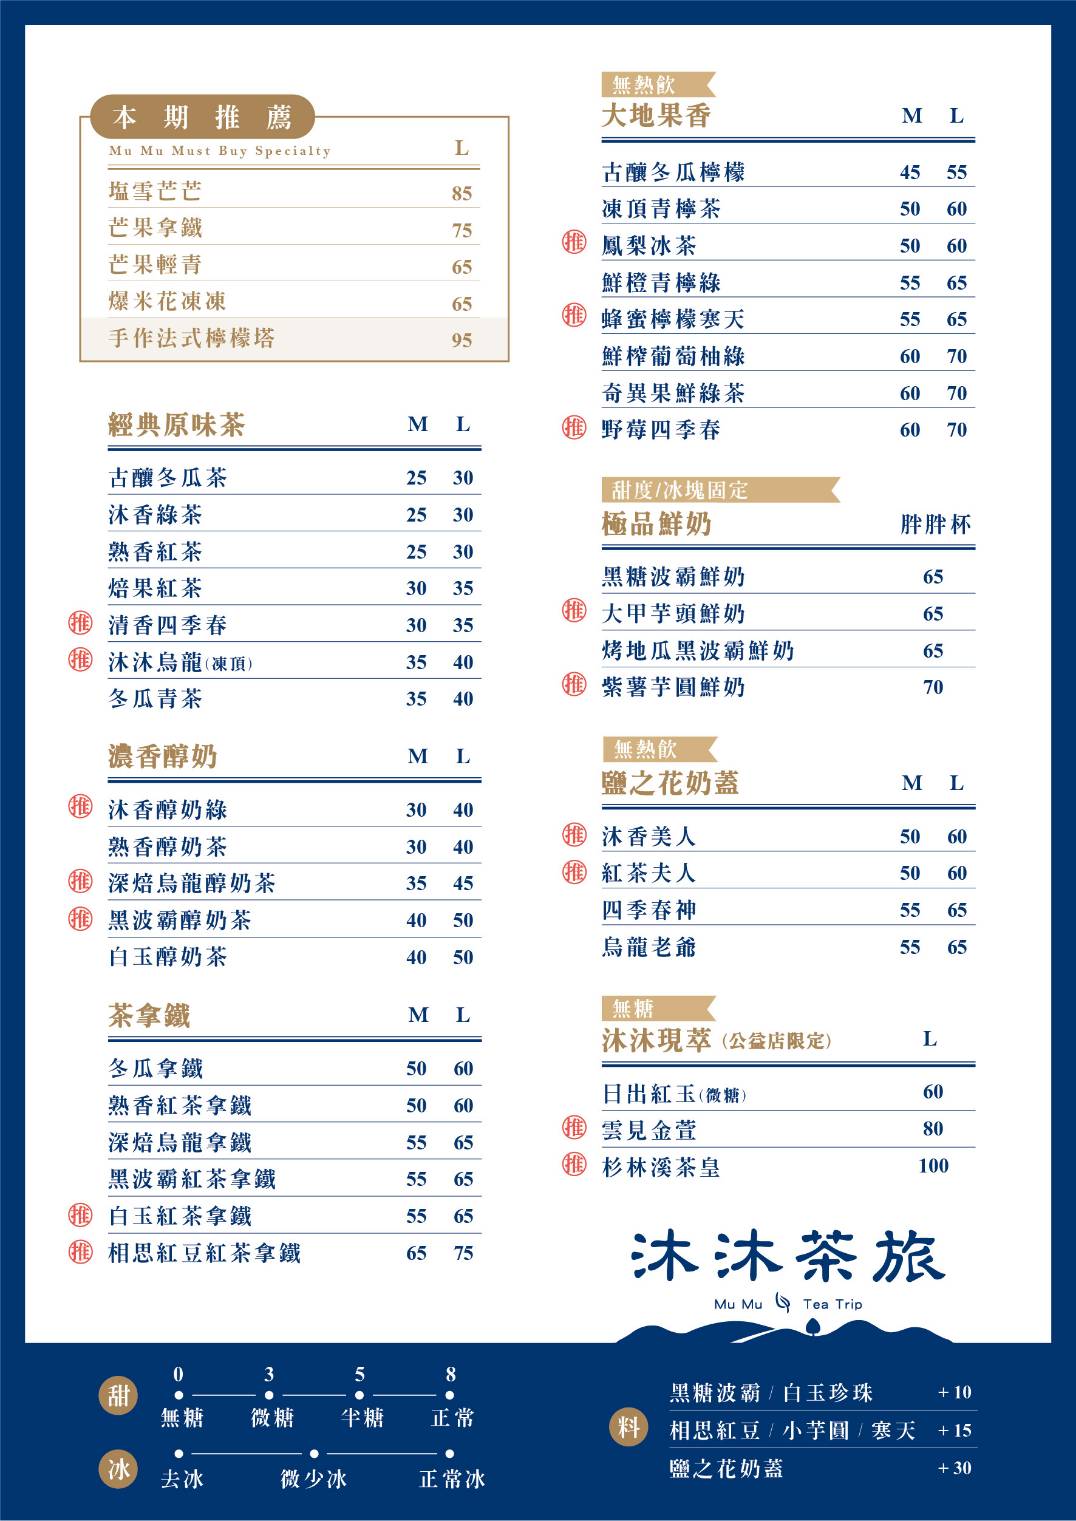 本期推薦
Mu Mu Must Buy Specialty L
塩雪芒芒 85
芒果拿鐵 75
芒果輕青 65
爆米花凍凍 65
手作法式檸檬塔 95
經典原味茶 M L
古釀冬瓜茶 25 30
沐香綠茶 25 30
熟香紅茶 25 30
焙果紅茶 30 35
推 清香四季春 30 35
推 沐沐烏龍(凍頂) 35 40
冬瓜青茶 35 40
濃香醇奶 M L
推 沐香醇奶綠 30 40
熟香醇奶茶 30 40
推 深焙烏龍醇奶茶 35 45
推 黑波霸醇奶茶 40 50
白玉醇奶茶 40 50
茶拿鐵 M L
冬瓜拿鐵 50 60
熟香紅茶拿鐵 50 60
深焙烏龍拿鐵 55 65
黑波霸紅茶拿鐵 55 65
推 白玉紅茶拿鐵 55 65
推 相思紅豆紅茶拿鐵 65 75
無熱飲
大地果香 M L
古釀冬瓜檸檬 45 55
凍頂青檸茶 50 60
推 鳳梨冰茶 50 60
鮮橙青檸綠 55 65
推 蜂蜜檸檬寒天 55 65
鮮榨葡萄柚綠 60 70
奇異果鮮綠茶 60 70
推 野莓四季春 60 70
甜度/冰塊固定
極品鮮奶 胖胖杯
黑糖波霸鮮奶 65
推 大甲芋頭鮮奶 65
烤地瓜黑波霸鮮奶 65
推 紫薯芋圓鮮奶 70
無熱飲
鹽之花奶蓋 M L
推 沐香美人 50 60
推 紅茶夫人 50 60
四季春神 55 65
烏龍老爺 55 65
無糖
沐沐現萃 (公益店限定) L
日出紅玉(微糖) 60
推 雲見金萱 80
推 杉林溪茶皇 100
沐沐茶旅
Mu Mu Tea Trip
甜 0 3 5 8
無糖 微糖 半糖 正常
冰 去冰 微少冰 正常冰
料
黑糖波霸 / 白玉珍珠 + 10
相思紅豆 / 小芋圓 / 寒天 + 15
鹽之花奶蓋 + 30